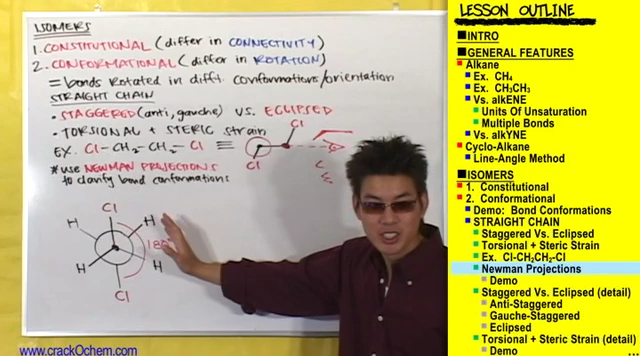 ISOMERS
1. CONSTITUTIONAL (differ in CONNECTIVITY)
2. CONFORMATIONAL (differ in ROTATION)
= bonds Rotated in diff't conformations/orientation
STRAIGHT CHAIN
• STAGGERED (anti, gauche) vs. ECLIPSED
• TORSIONAL + STERIC strain
EX. Cl-CH2-CH2-Cl ≡
Cl
Cl
*use NEWMAN PROJECTIONS
to clarify bond conformations
Cl
H
H
180
H
H
Cl
www.crackOchem.com
LESSON OUTLINE
INTRO
GENERAL FEATURES
Alkane
Ex. CH4
Ex. CH3CH3
Vs. alkENE
Units Of Unsaturation
Multiple Bonds
Vs. alkYNE
Cyclo-Alkane
Line-Angle Method
ISOMERS
1. Constitutional
2. Conformational
Demo: Bond Conformations
STRAIGHT CHAIN
Staggered Vs. Eclipsed
Torsional + Steric Strain
Ex. Cl-CH2CH2-Cl
Newman Projections
Demo
Staggered Vs. Eclipsed (detail)
Anti-Staggered
Gauche-Staggered
Eclipsed
Torsional + Steric Strain (detail)
Demo